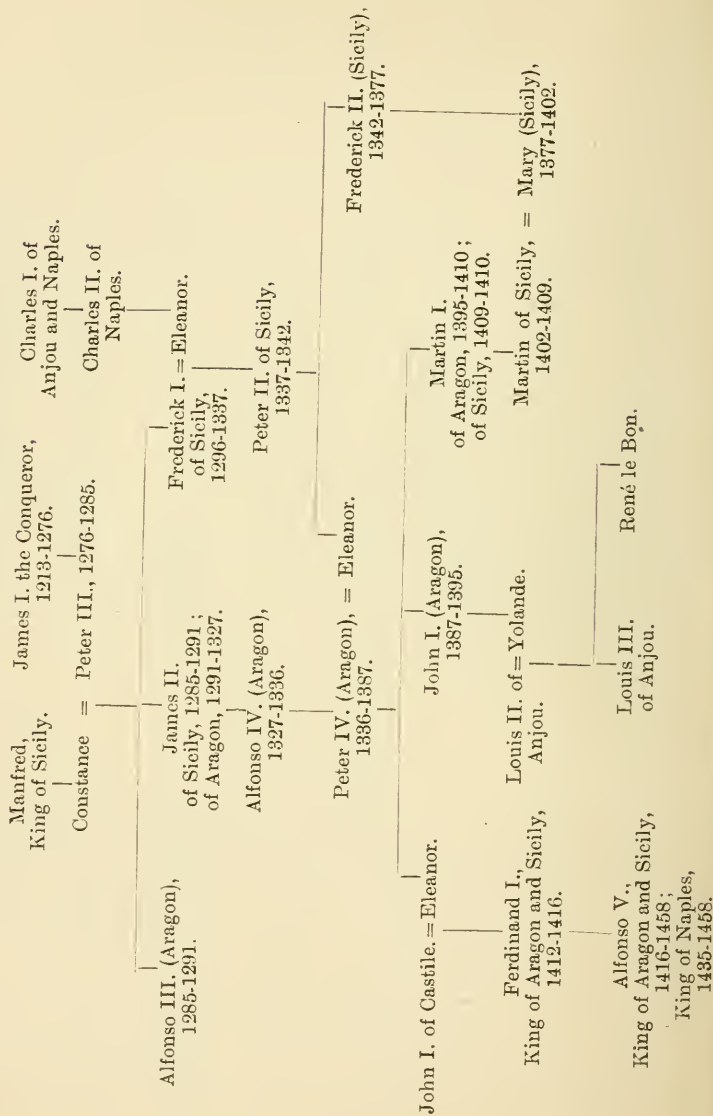 Manfred,
King of Sicily.
James I. the Conqueror,
1213-1276.
Charles I. of
Anjou and Naples.
Constance = Peter III., 1276-1285.
Charles II. of
Naples.
Alfonso III. (Aragon),
1285-1291.
James II.
of Sicily, 1285-1291;
of Aragon, 1291-1327.
Frederick I. = Eleanor.
of Sicily,
1296-1337.
Alfonso IV. (Aragon),
1327-1336.
Peter II. of Sicily,
1337-1342.
Peter IV. (Aragon), = Eleanor.
1336-1387.
Frederick II. (Sicily),
1342-1377.
John I. of Castile. = Eleanor.
John I. (Aragon),
1387-1395.
Martin I.
of Aragon, 1395-1410;
of Sicily, 1409-1410.
Ferdinand I.,
King of Aragon and Sicily,
1412-1416.
Louis II. of = Yolande.
Anjou.
Martin of Sicily, = Mary (Sicily),
1402-1409.
1377-1402.
Alfonso V.,
King of Aragon and Sicily,
1416-1458;
King of Naples,
1435-1458.
Louis III.
of Anjou.
René le Bon.